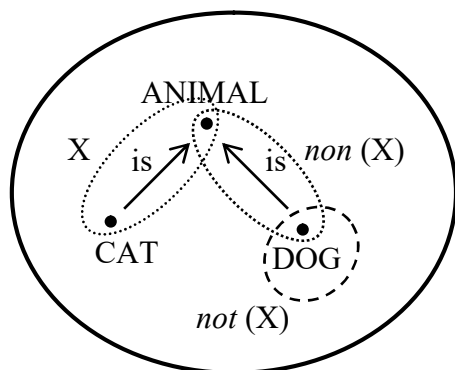 ANIMAL
X
is
is
non (X)
CAT
DOG
not (X)